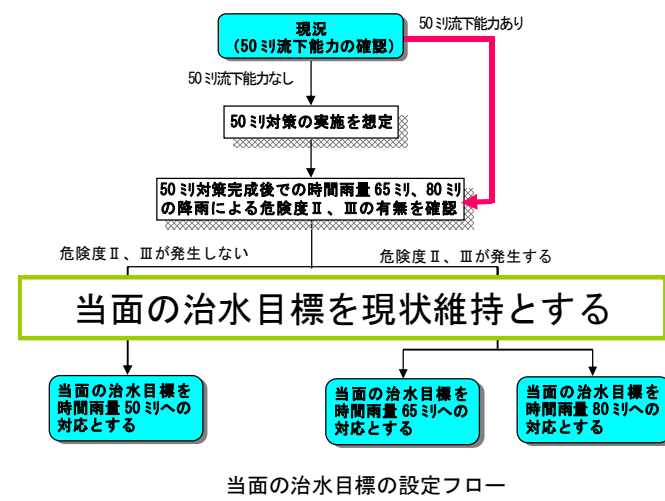 現況
(50ミリ流下能力の確認)
50ミリ流下能力あり
50ミリ流下能力なし
50ミリ対策の実施を想定
50ミリ対策完成後での時間雨量65ミリ、80ミリ
の降雨による危険度Ⅱ、Ⅲの有無を確認
危険度Ⅱ、Ⅲが発生しない
危険度Ⅱ、Ⅲが発生する
当面の治水目標を現状維持とする
当面の治水目標を
時間雨量50ミリへの
対応とする
当面の治水目標を
時間雨量65ミリへの
対応とする
当面の治水目標を
時間雨量80ミリへの
対応とする
当面の治水目標の設定フロー